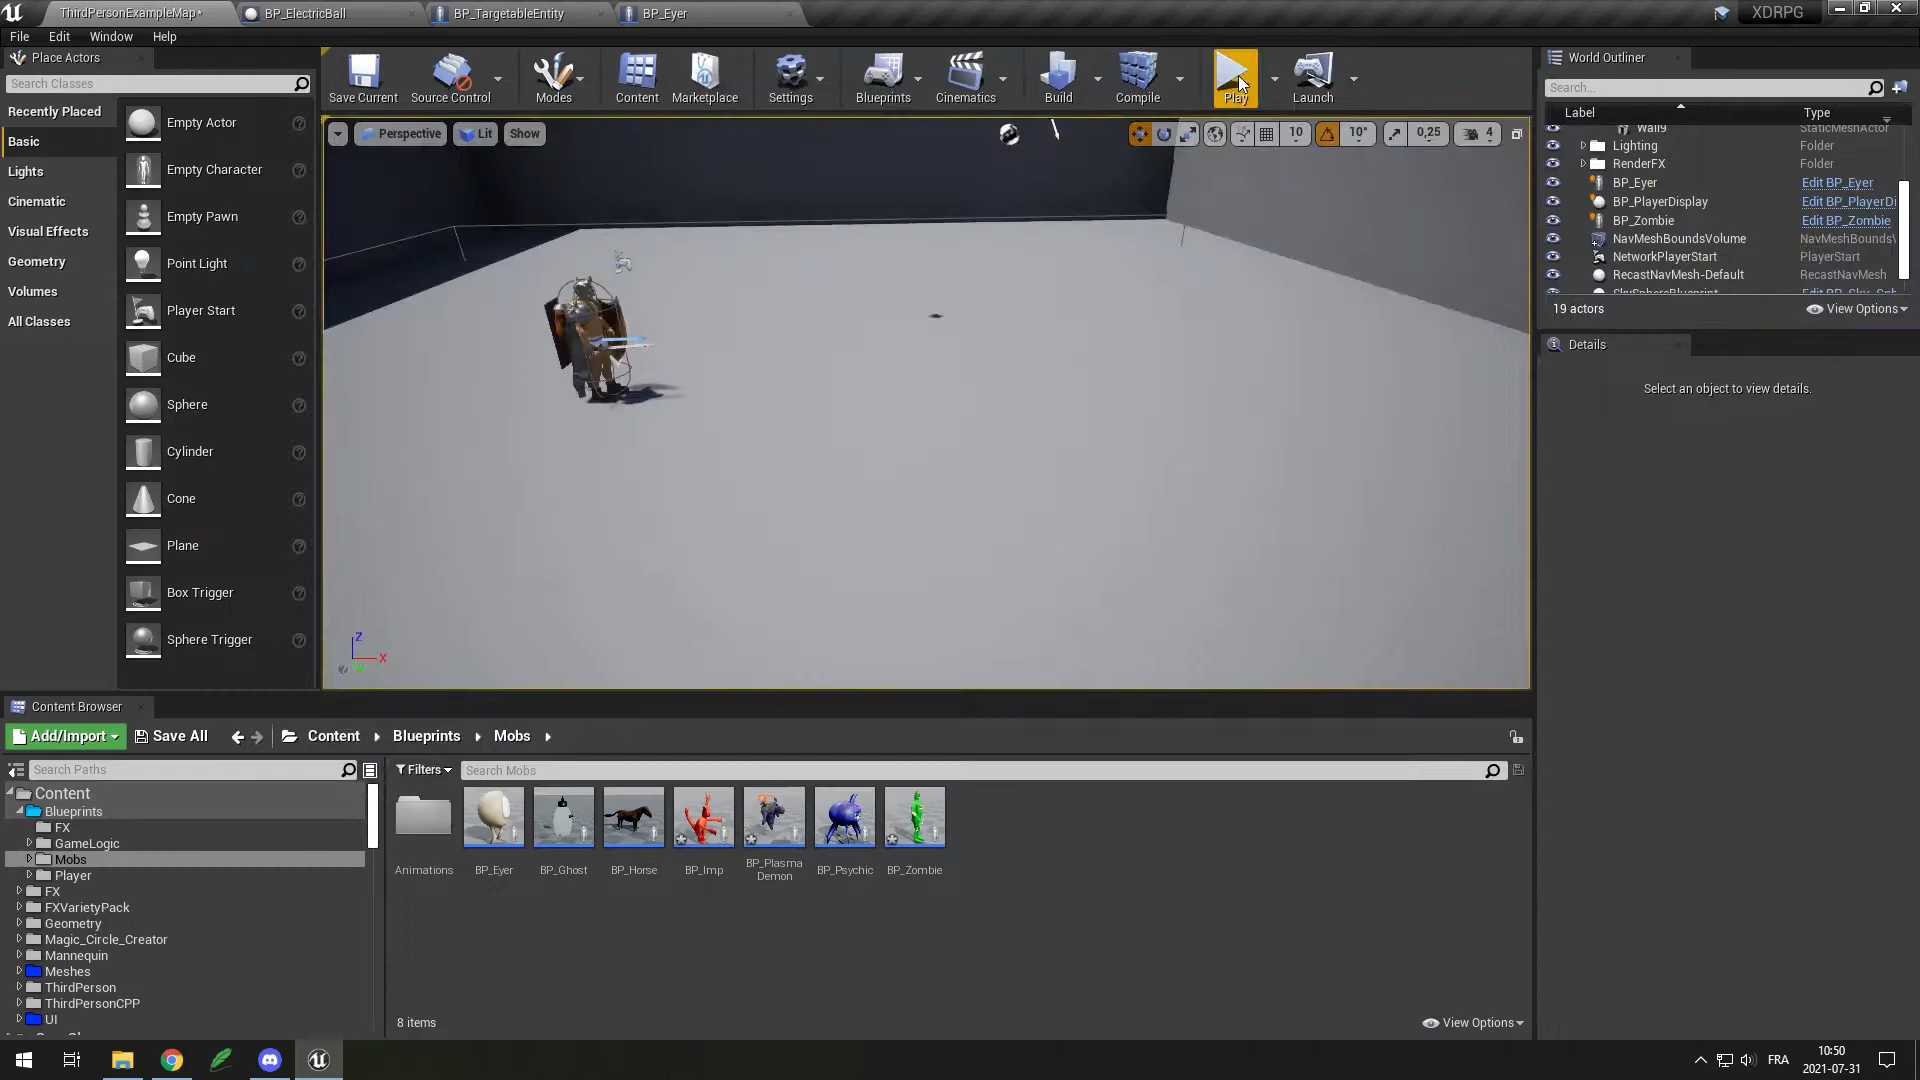 ThirdPersonExampleMap*
BP_ElectricBall
BP_TargetableEntity
BP_Eyer
XDRPG
File
Edit
Window
Help
Place Actors
Search Classes
Recently Placed
Basic
Lights
Cinematic
Visual Effects
Geometry
Volumes
All Classes
Empty Actor
Empty Character
Empty Pawn
Point Light
Player Start
Cube
Sphere
Cylinder
Cone
Plane
Box Trigger
Sphere Trigger
Save Current
Source Control
Modes
Content
Marketplace
Settings
Blueprints
Cinematics
Build
Compile
Play
Launch
Perspective
Lit
Show
10
10°
0,25
4
Z
X
World Outliner
Search...
Label
Type
Wall9
StaticMeshActor
Lighting
Folder
RenderFX
Folder
BP_Eyer
Edit BP_Eyer
BP_PlayerDisplay
Edit BP_PlayerDi
BP_Zombie
Edit BP_Zombie
NavMeshBoundsVolume
NavMeshBounds
NetworkPlayerStart
PlayerStart
RecastNavMesh-Default
RecastNavMesh
19 actors
View Options
Details
Select an object to view details.
Content Browser
Add/Import
Save All
Content
Blueprints
Mobs
Search Paths
Content
Blueprints
FX
GameLogic
Mobs
Player
FX
FXVarietyPack
Geometry
Magic_Circle_Creator
Mannequin
Meshes
ThirdPerson
ThirdPersonCPP
UI
Filters
Search Mobs
Animations
BP_Eyer
BP_Ghost
BP_Horse
BP_Imp
BP_Plasma
Demon
BP_Psychic
BP_Zombie
8 items
View Options
FRA
10:50
2021-07-31